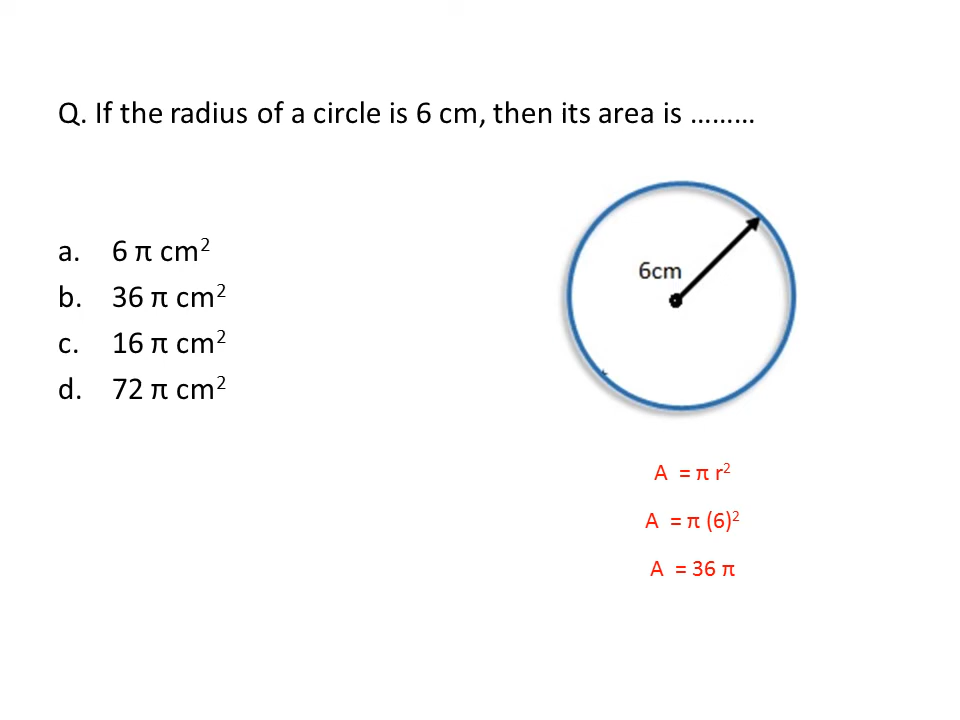 Q. If the radius of a circle is 6 cm, then its area is ………
a. 6 π cm²
b. 36 π cm²
c. 16 π cm²
d. 72 π cm²
6cm
A = π r²
A = π (6)²
A = 36 π